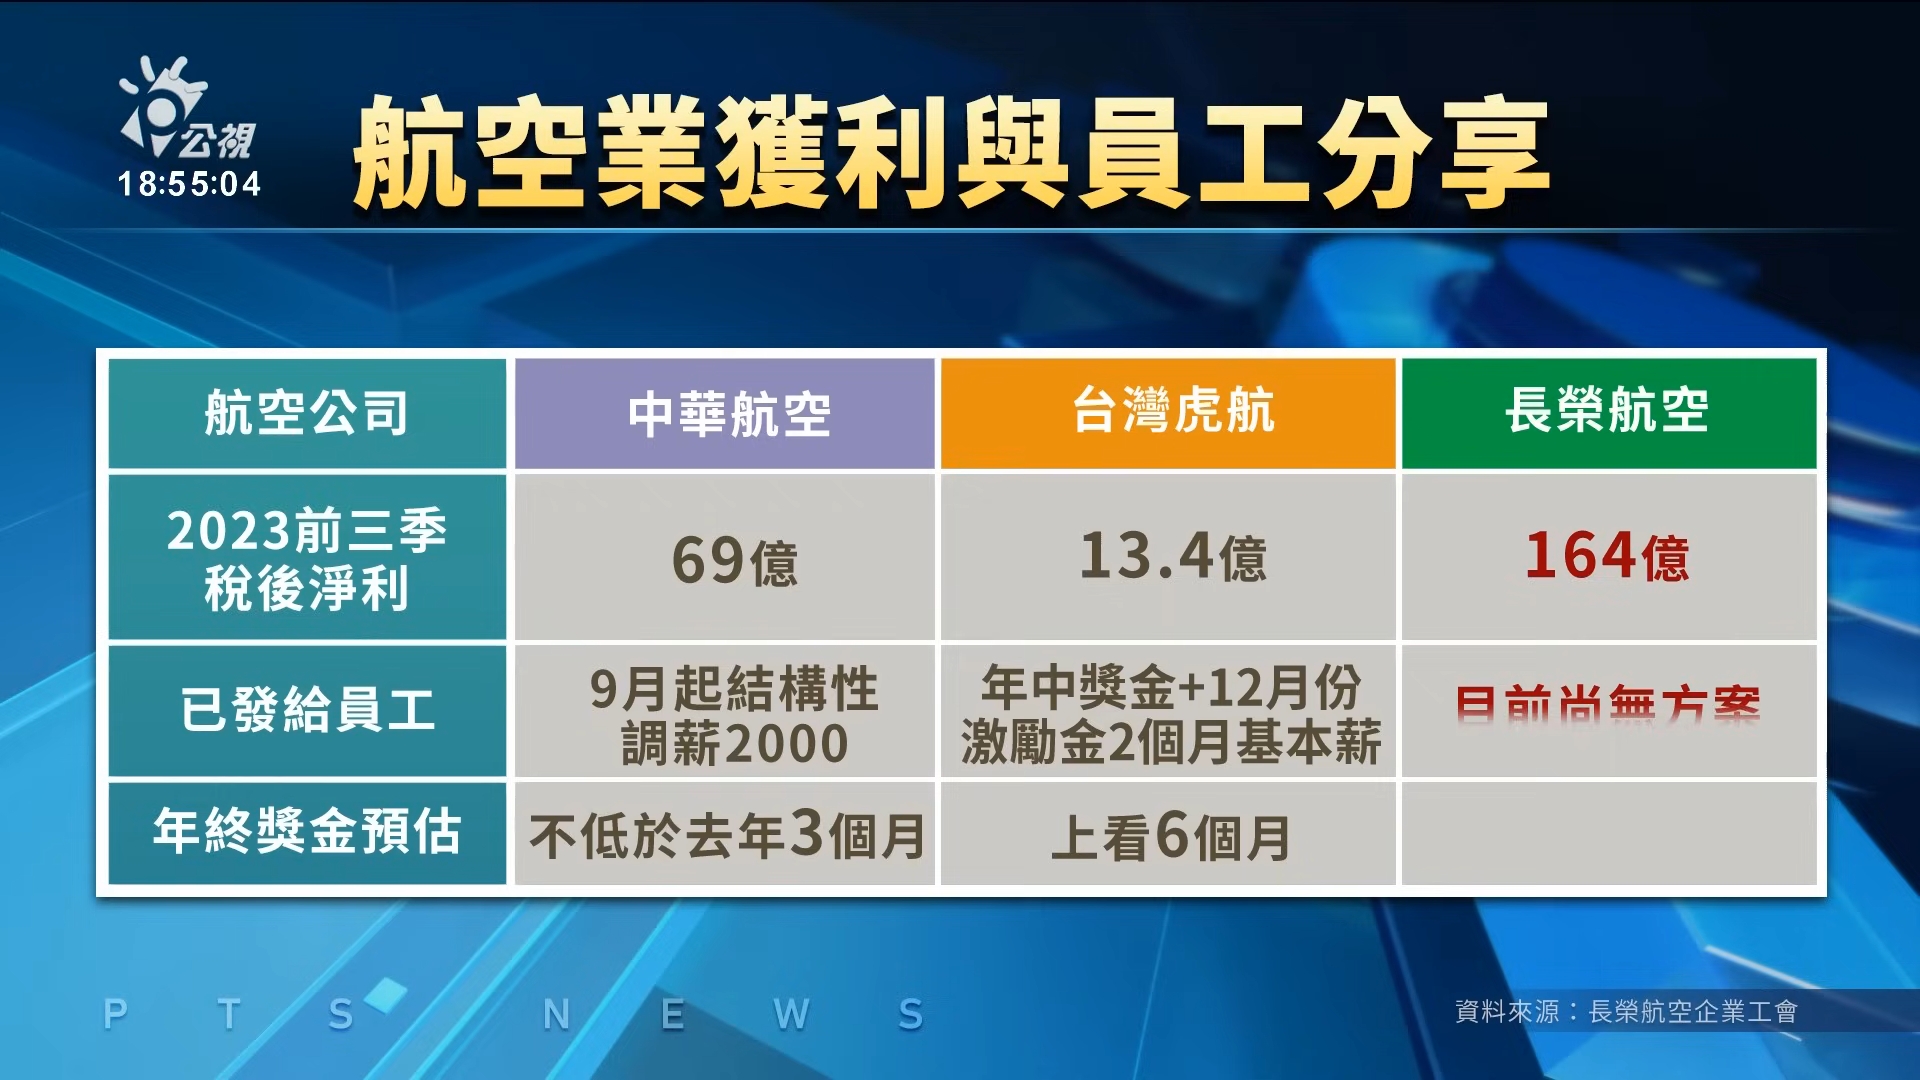 公視
18:55:04
航空業獲利與員工分享
航空公司
中華航空
台灣虎航
長榮航空
2023前三季
稅後淨利
69億
13.4億
164億
已發給員工
9月起結構性
調薪2000
年中獎金+12月份
激勵金2個月基本薪
目前尚無方案
年終獎金預估
不低於去年3個月
上看6個月
PTS NEWS
資料來源：長榮航空企業工會